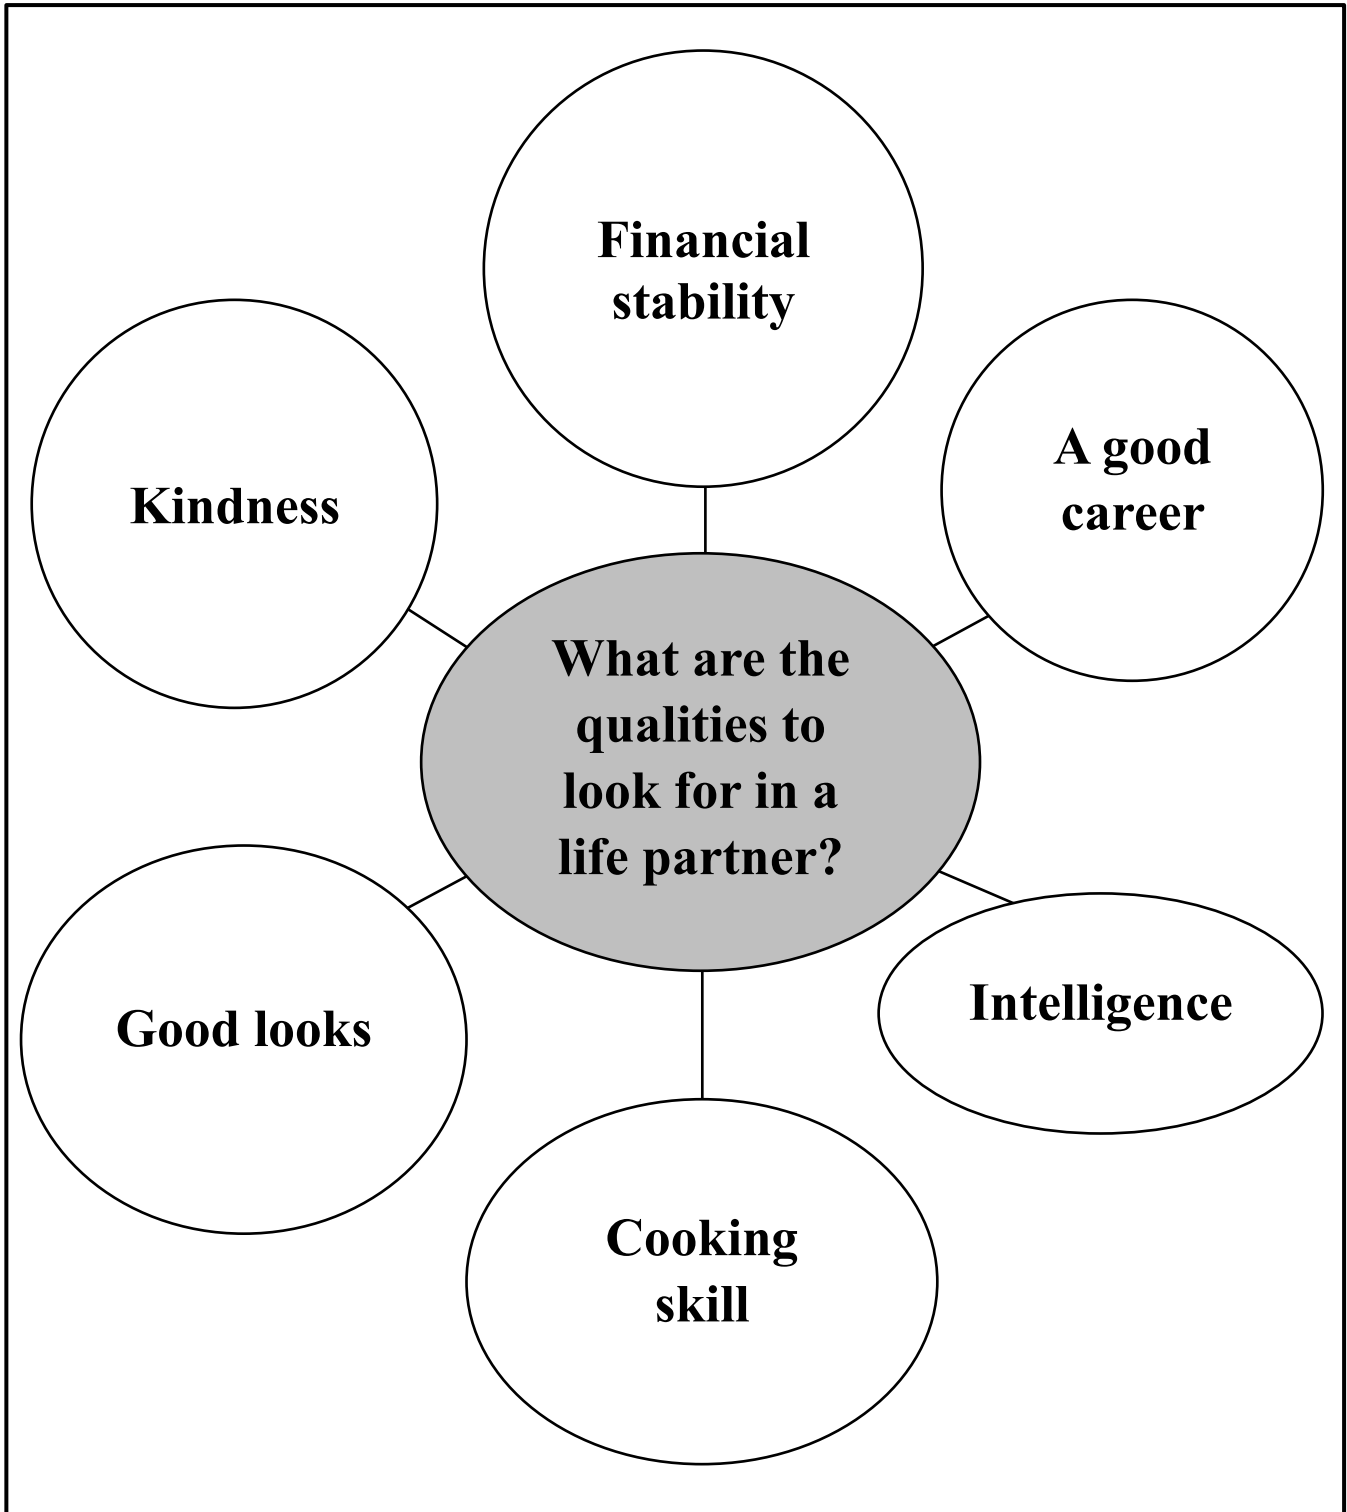 Financial
stability
Kindness
A good
career
What are the
qualities to
look for in a
life partner?
Good looks
Intelligence
Cooking
skill